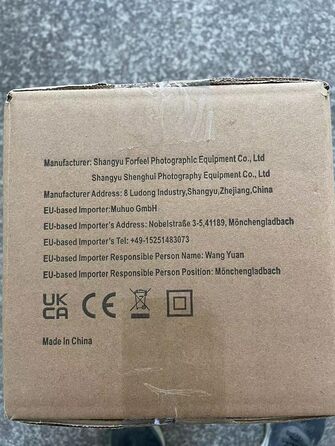 Manufacturer: Shangyu Forfeel Photographic Equipment Co., Ltd
Shangyu Shenghui Photography Equipment Co., Ltd
Manufacturer Address: 8 Ludong Industry,Shangyu,Zhejiang,China
EU-based Importer:Muhuo GmbH
EU-based Importer's Address: Nobelstraße 3-5,41189, Mönchengladbach
EU-based Importer's Tel: +49-15251483073
EU-based Importer Responsible Person Name: Wang Yuan
EU-based Importer Responsible Person Position: Mönchengladbach
UK
CA CE
Made in China